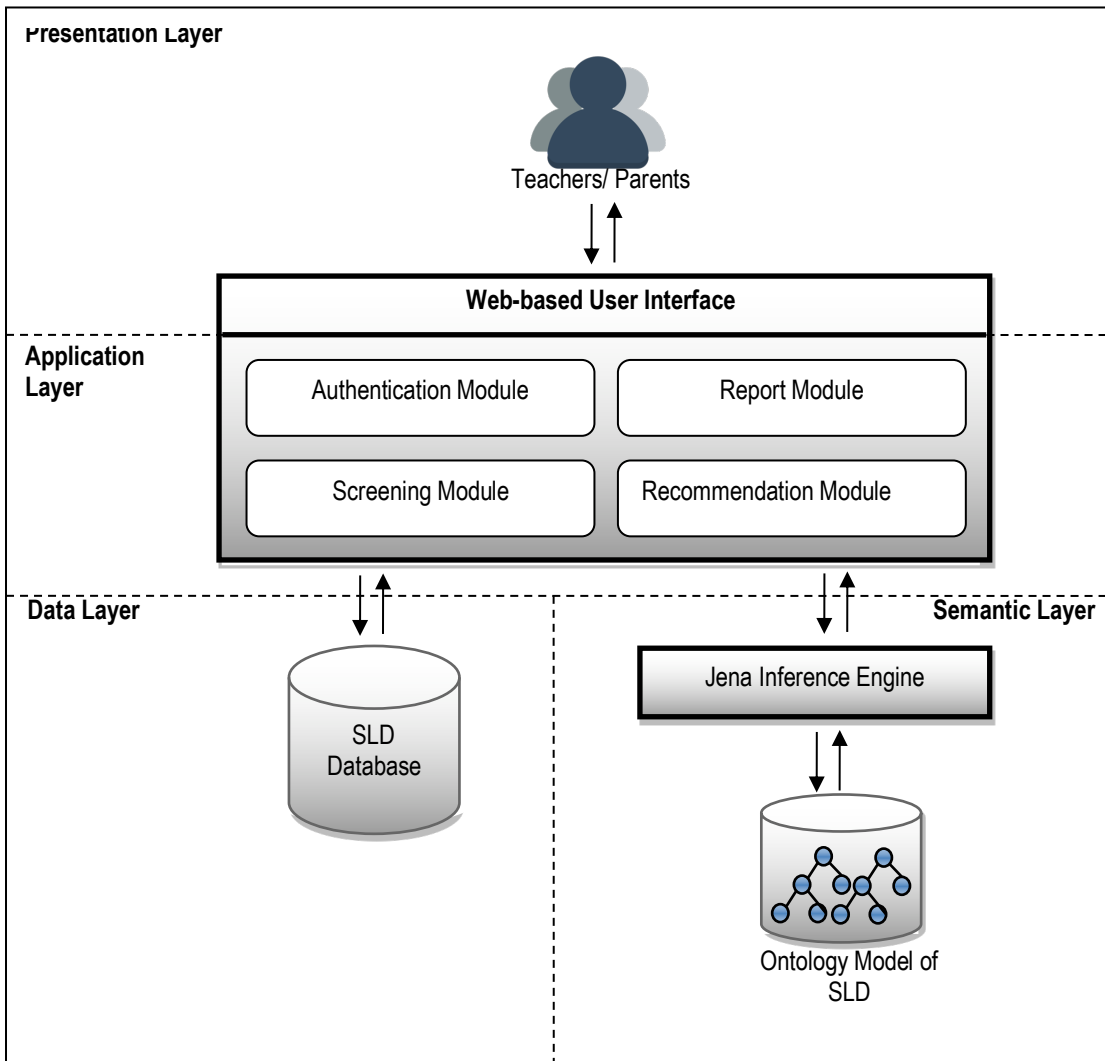 Presentation Layer
Teachers/ Parents
Web-based User Interface
Application
Layer
Authentication Module
Report Module
Screening Module
Recommendation Module
Data Layer
Semantic Layer
Jena Inference Engine
SLD
Database
Ontology Model of
SLD